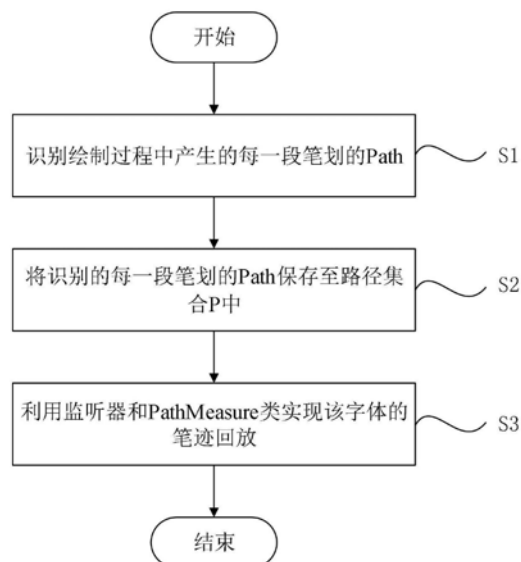 开始
识别绘制过程中产生的每一段笔划的Path
S1
将识别的每一段笔划的Path保存至路径集
合P中
S2
利用监听器和PathMeasure类实现该字体的
笔迹回放
S3
结束